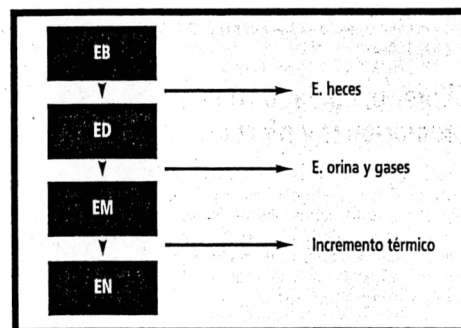 EB
E. heces
ED
E. orina y gases
EM
Incremento térmico
EN